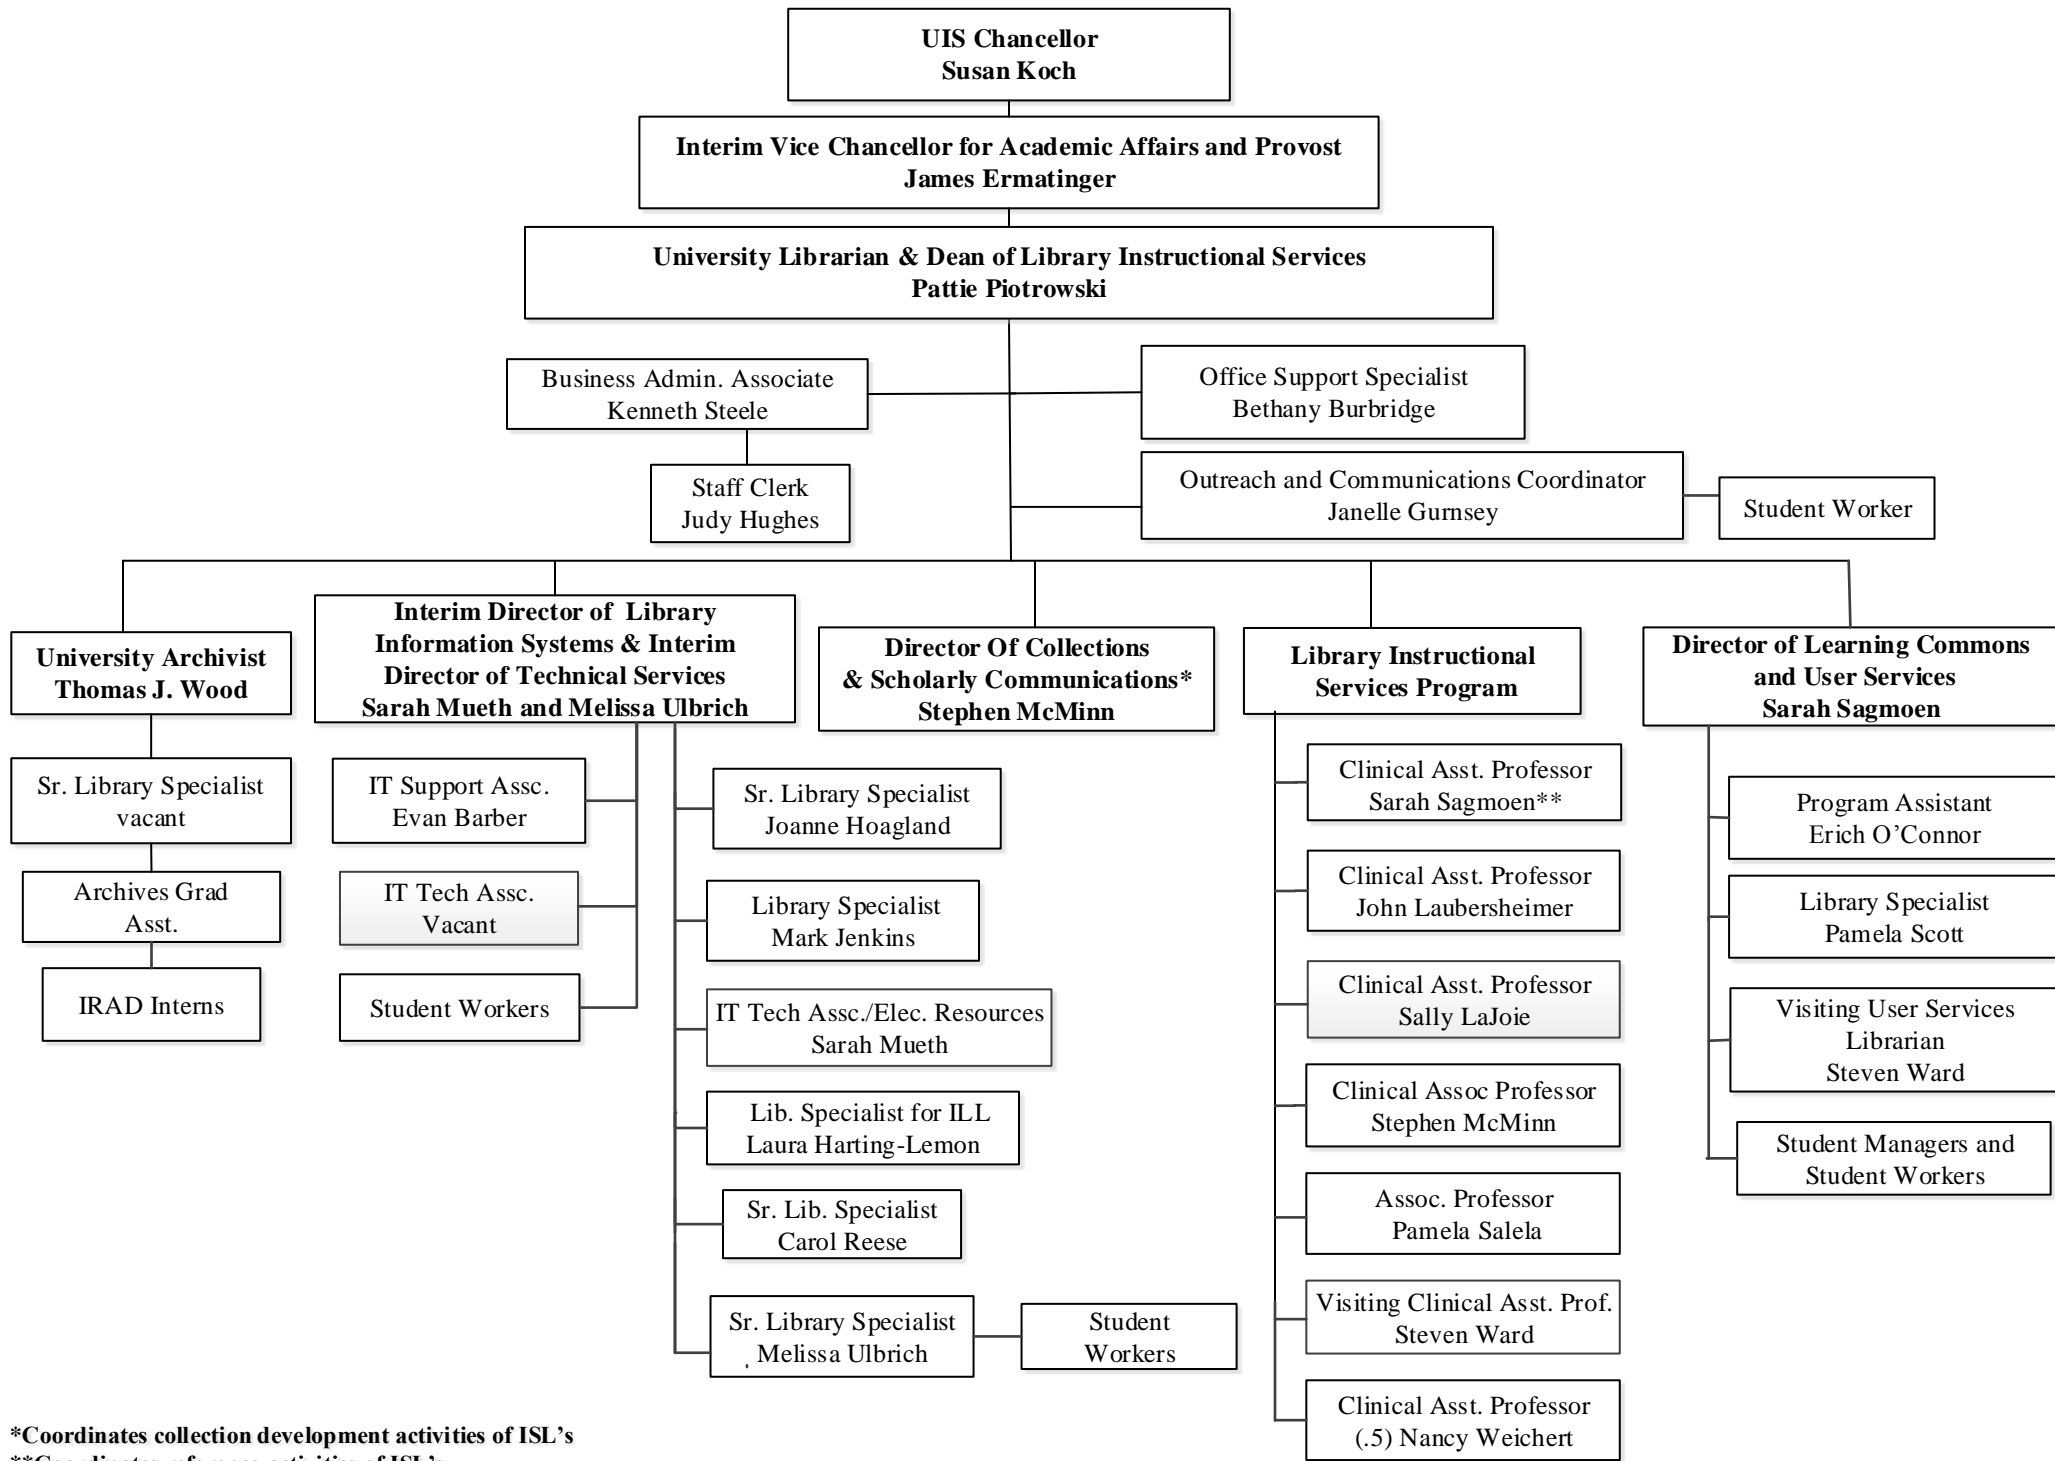 UIS Chancellor
Susan Koch
Interim Vice Chancellor for Academic Affairs and Provost
James Ermatinger
University Librarian & Dean of Library Instructional Services
Pattie Piotrowski
Business Admin. Associate
Kenneth Steele
Office Support Specialist
Bethany Burbridge
Staff Clerk
Judy Hughes
Outreach and Communications Coordinator
Janelle Gurnsey
Student Worker
University Archivist
Thomas J. Wood
Sr. Library Specialist
vacant
Archives Grad
Asst.
IRAD Interns
Interim Director of Library
Information Systems & Interim
Director of Technical Services
Sarah Mueth and Melissa Ulbrich
IT Support Assc.
Evan Barber
IT Tech Assc.
Vacant
Student Workers
Sr. Library Specialist
Joanne Hoagland
Library Specialist
Mark Jenkins
IT Tech Assc./Elec. Resources
Sarah Mueth
Lib. Specialist for ILL
Laura Harting-Lemon
Sr. Lib. Specialist
Carol Reese
Sr. Library Specialist
Melissa Ulbrich
Student
Workers
Director Of Collections
& Scholarly Communications*
Stephen McMinn
Library Instructional
Services Program
Clinical Asst. Professor
Sarah Sagmoen**
Clinical Asst. Professor
John Laubersheimer
Clinical Asst. Professor
Sally LaJoie
Clinical Assoc Professor
Stephen McMinn
Assoc. Professor
Pamela Salela
Visiting Clinical Asst. Prof.
Steven Ward
Clinical Asst. Professor
(.5) Nancy Weichert
Director of Learning Commons
and User Services
Sarah Sagmoen
Program Assistant
Erich O’Connor
Library Specialist
Pamela Scott
Visiting User Services
Librarian
Steven Ward
Student Managers and
Student Workers
*Coordinates collection development activities of ISL’s
**Coordinates reference activities of ISL’s